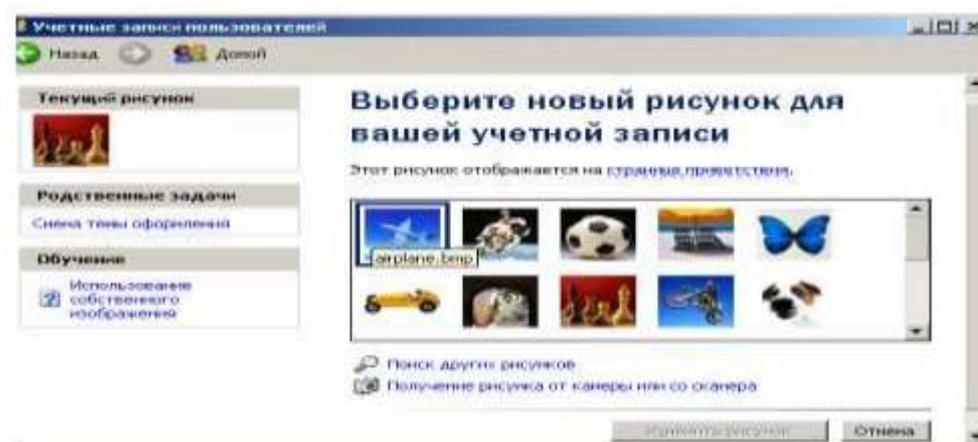 Учетные записи пользователей
Назад Домой
Текущий рисунок
Родственные задачи
Смена темы оформления
Обучение
Использование
собственного
изображения
Выберите новый рисунок для
вашей учетной записи
Этот рисунок отображается на странице приветствия.
airplane.bmp
Поиск других рисунков
Получение рисунка от камеры или со сканера
Изменить рисунок Отмена